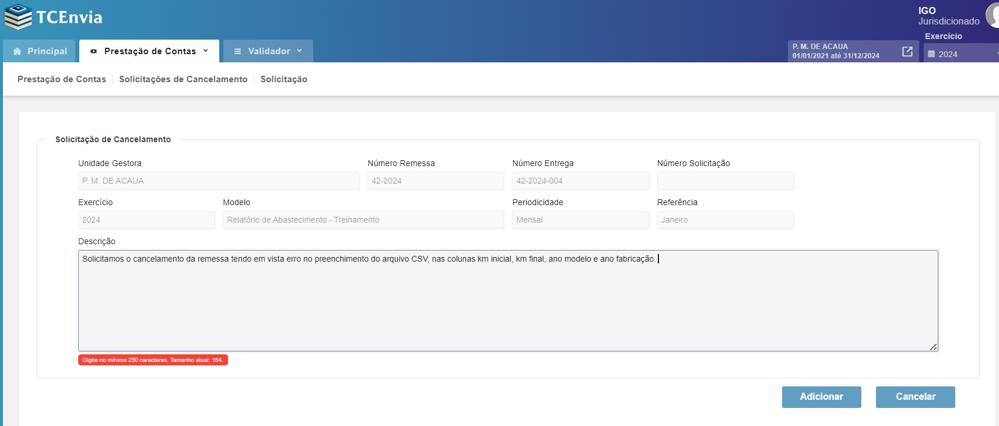 TCEnvia
IGO
Jurisdicionado
Exercício
Principal
Prestação de Contas
Validador
P. M. DE ACAUA
01/01/2021 até 31/12/2024
2024
Prestação de Contas
Solicitações de Cancelamento
Solicitação
Solicitação de Cancelamento
Unidade Gestora
Número Remessa
Número Entrega
Número Solicitação
P. M. DE ACAUA
42-2024
42-2024-004
Exercício
Modelo
Periodicidade
Referência
2024
Relatório de Abastecimento - Treinamento
Mensal
Janeiro
Descrição
Solicitamos o cancelamento da remessa tendo em vista erro no preenchimento do arquivo CSV, nas colunas km inicial, km final, ano modelo e ano fabricação.
Digite no mínimo 250 caracteres. Tamanho atual: 154.
Adicionar
Cancelar